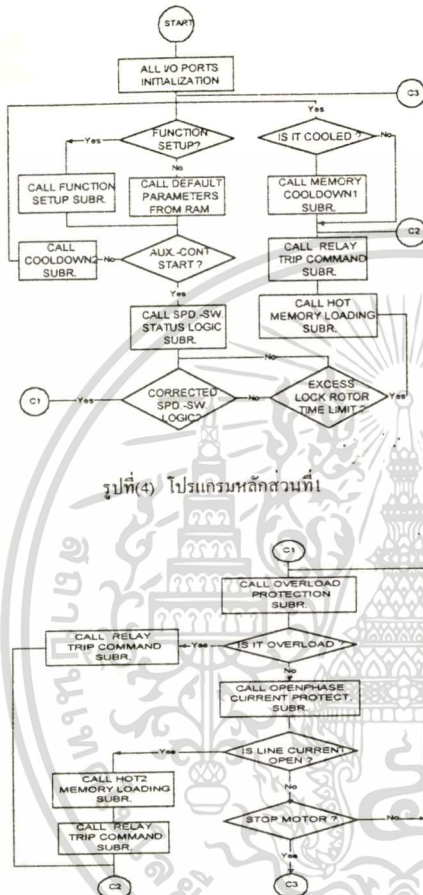 START
ALL I/O PORTS
INITIALIZATION
C3
Yes
FUNCTION
SETUP?
No
Yes
IS IT COOLED ?
No
CALL FUNCTION
SETUP SUBR.
CALL DEFAULT
PARAMETERS
FROM RAM
CALL MEMORY
COOLDOWN1
SUBR.
C2
CALL
COOLDOWN2
SUBR.
No
AUX.-CONT
START ?
Yes
CALL RELAY
TRIP COMMAND
SUBR.
CALL SPD.-SW.
STATUS LOGIC
SUBR.
CALL HOT
MEMORY LOADING
SUBR.
No
C1
Yes
CORRECTED
SPD.-SW.
LOGIC?
No
EXCESS
LOCK ROTOR
TIME LIMIT ?
Yes
รูปที่(4) โปรแกรมหลักส่วนที่1
C1
CALL OVERLOAD
PROTECTION
SUBR.
CALL RELAY
TRIP COMMAND
SUBR.
Yes
IS IT OVERLOAD ?
No
CALL OPENPHASE
CURRENT PROTECT.
SUBR.
Yes
IS LINE CURRENT
OPEN ?
No
CALL HOT2
MEMORY LOADING
SUBR.
CALL RELAY
TRIP COMMAND
SUBR.
STOP MOTOR ?
No
Yes
C2
C3